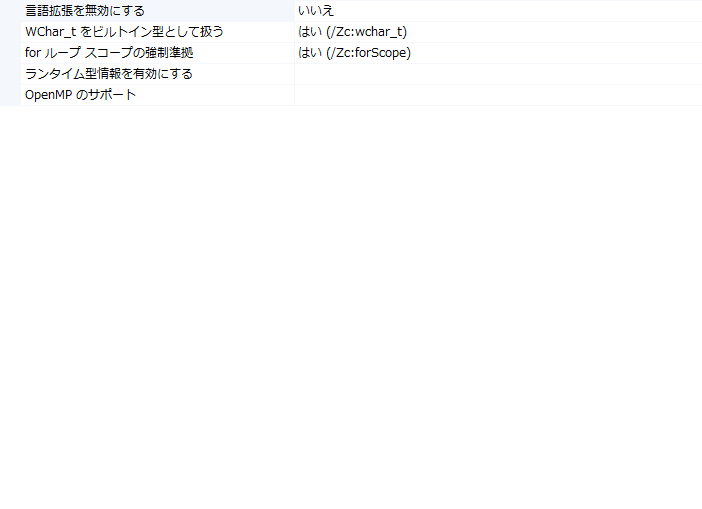 言語拡張を無効にする いいえ
WChar_t をビルトイン型として扱う はい (/Zc:wchar_t)
for ループ スコープの強制準拠 はい (/Zc:forScope)
ランタイム型情報を有効にする
OpenMP のサポート